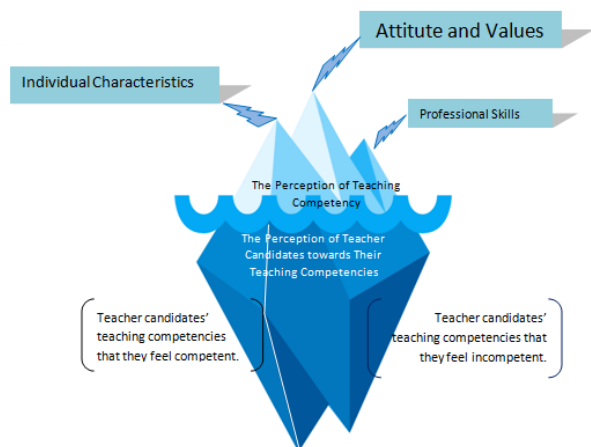 Attitute and Values
Individual Characteristics
Professional Skills
The Perception of Teaching
Competency
The Perception of Teacher
Candidates towards Their
Teaching Competencies
Teacher candidates’
teaching competencies
that they feel competent.
Teacher candidates’
teaching competencies that
they feel incompetent.